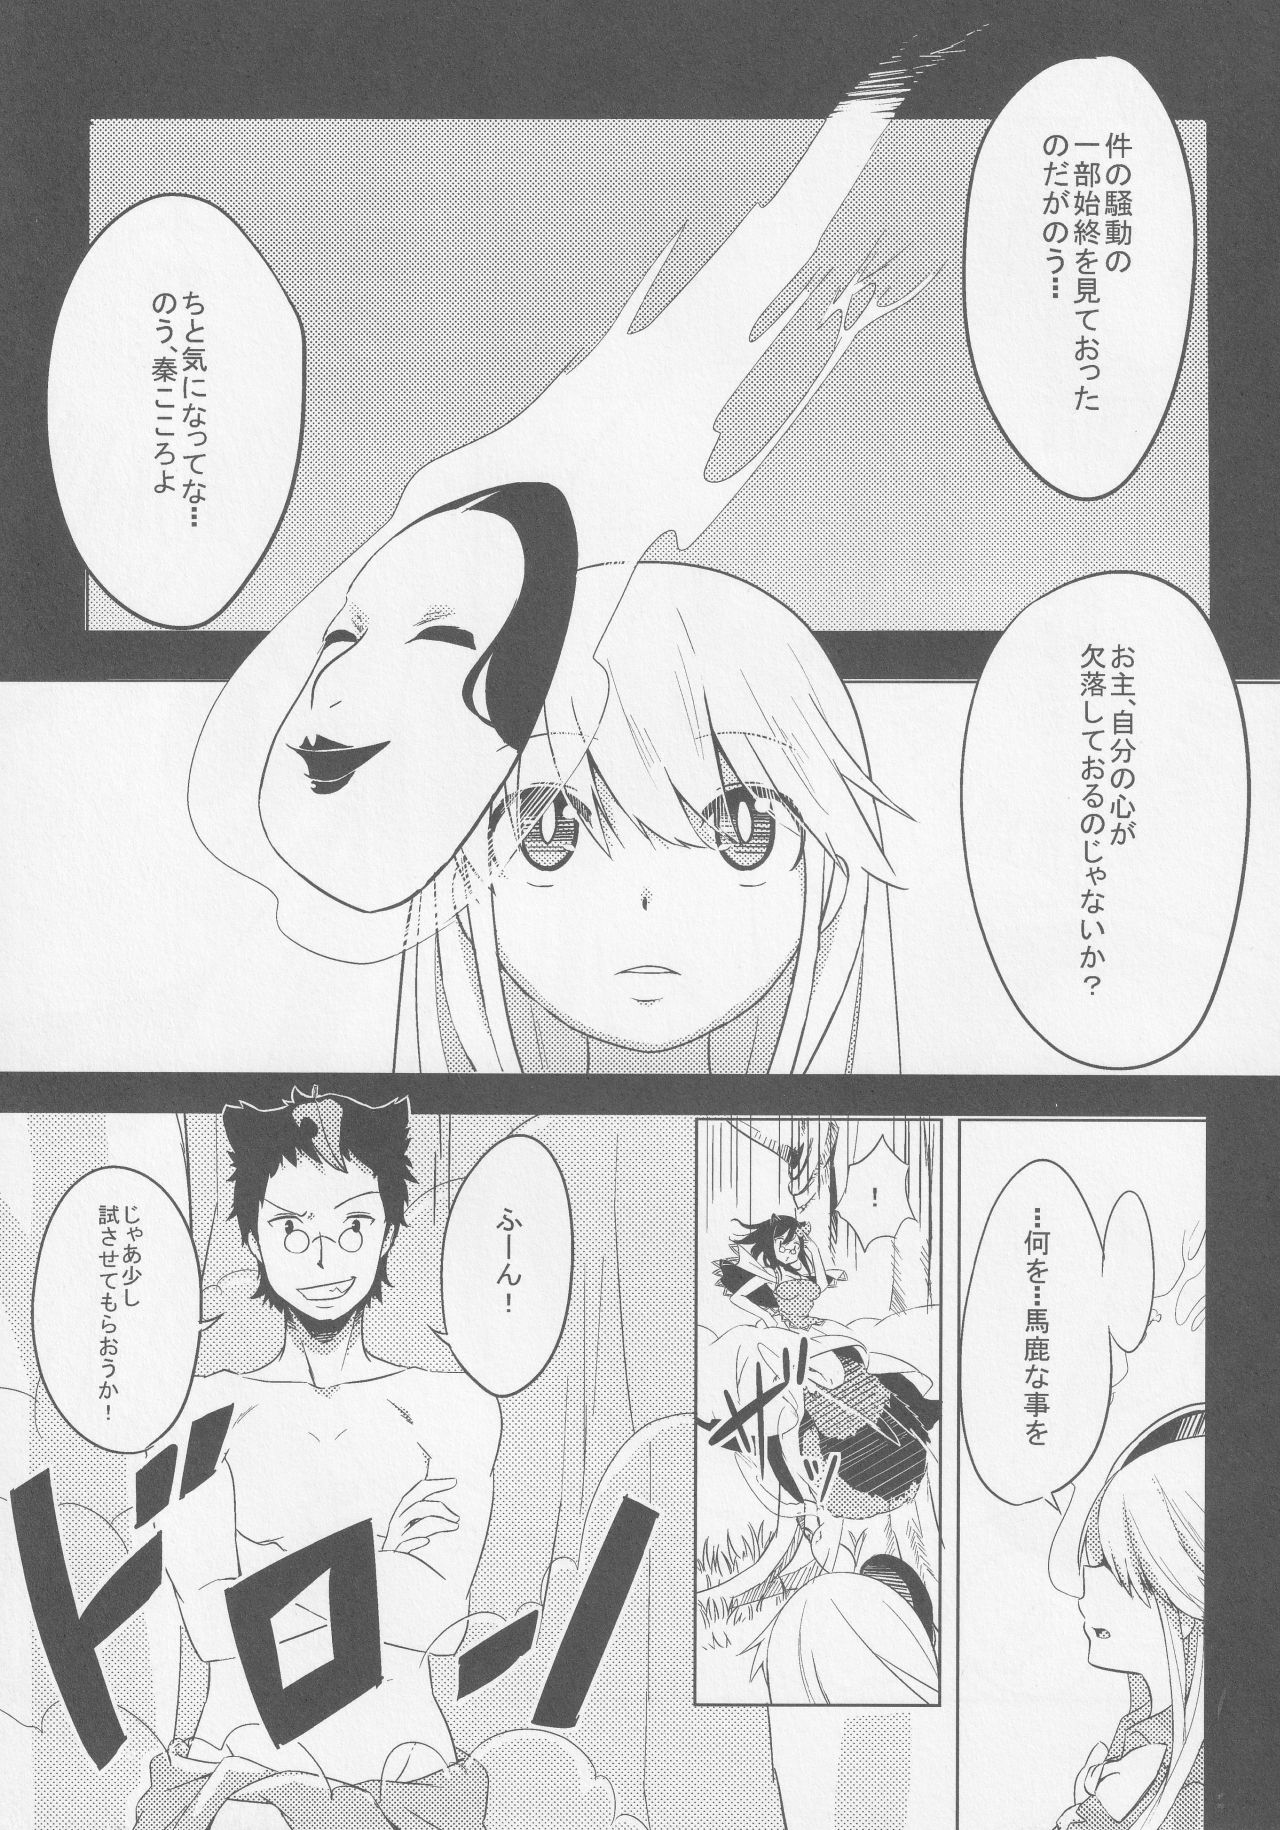 件の騒動の
一部始終を見ておった
のだがのう…
ちと気になってな…
のう、秦こころよ
お主、自分の心が
欠落しておるのじゃないか?
…何を…馬鹿な事を
!
ふーん!
じゃあ少し
試させてもらおうか!
ドロン